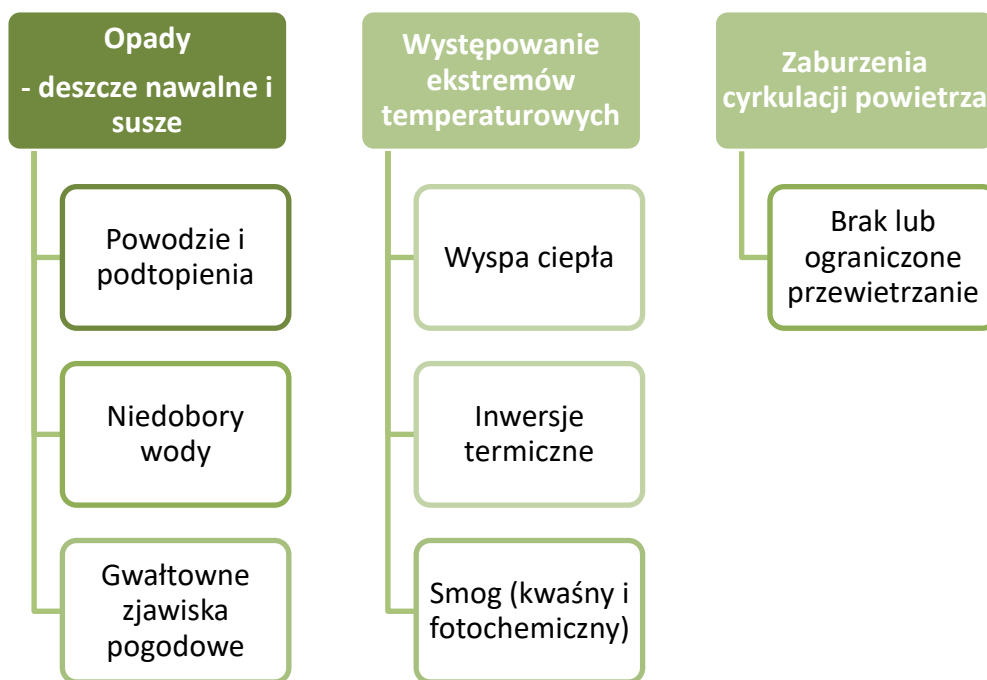 Opady
- deszcze nawalne i
susze
Powodzie i
podtopienia
Niedobory
wody
Gwałtowne
zjawiska
pogodowe
Występowanie
ekstremów
temperaturowych
Wyspa ciepła
Inwersje
termiczne
Smog (kwaśny i
fotochemiczny)
Zaburzenia
cyrkulacji powietrza
Brak lub
ograniczone
przewietrzanie